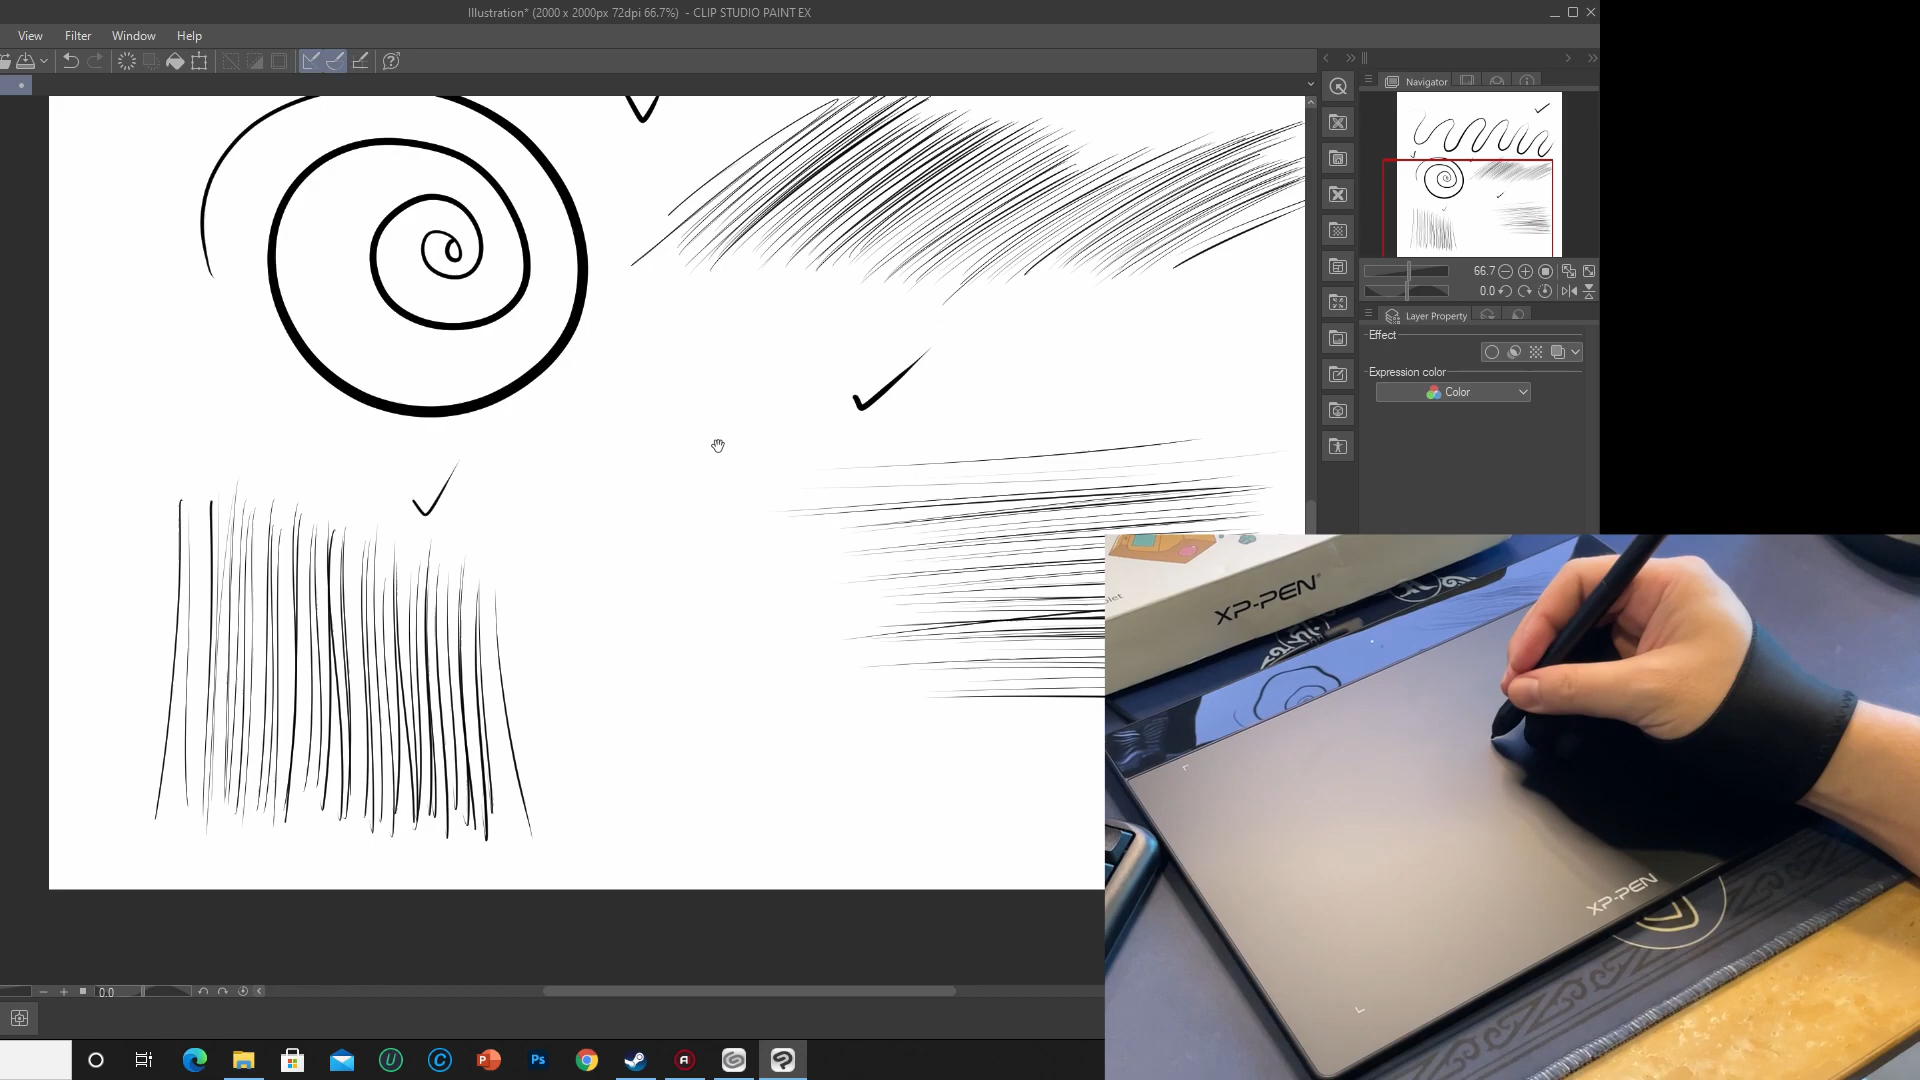 Illustration* (2000 x 2000px 72dpi 66.7%) - CLIP STUDIO PAINT EX
View Filter Window Help
Navigator
66.7
0.0
Layer Property
Effect
Expression color
Color
XP-PEN
XP-PEN
0.0
Ps